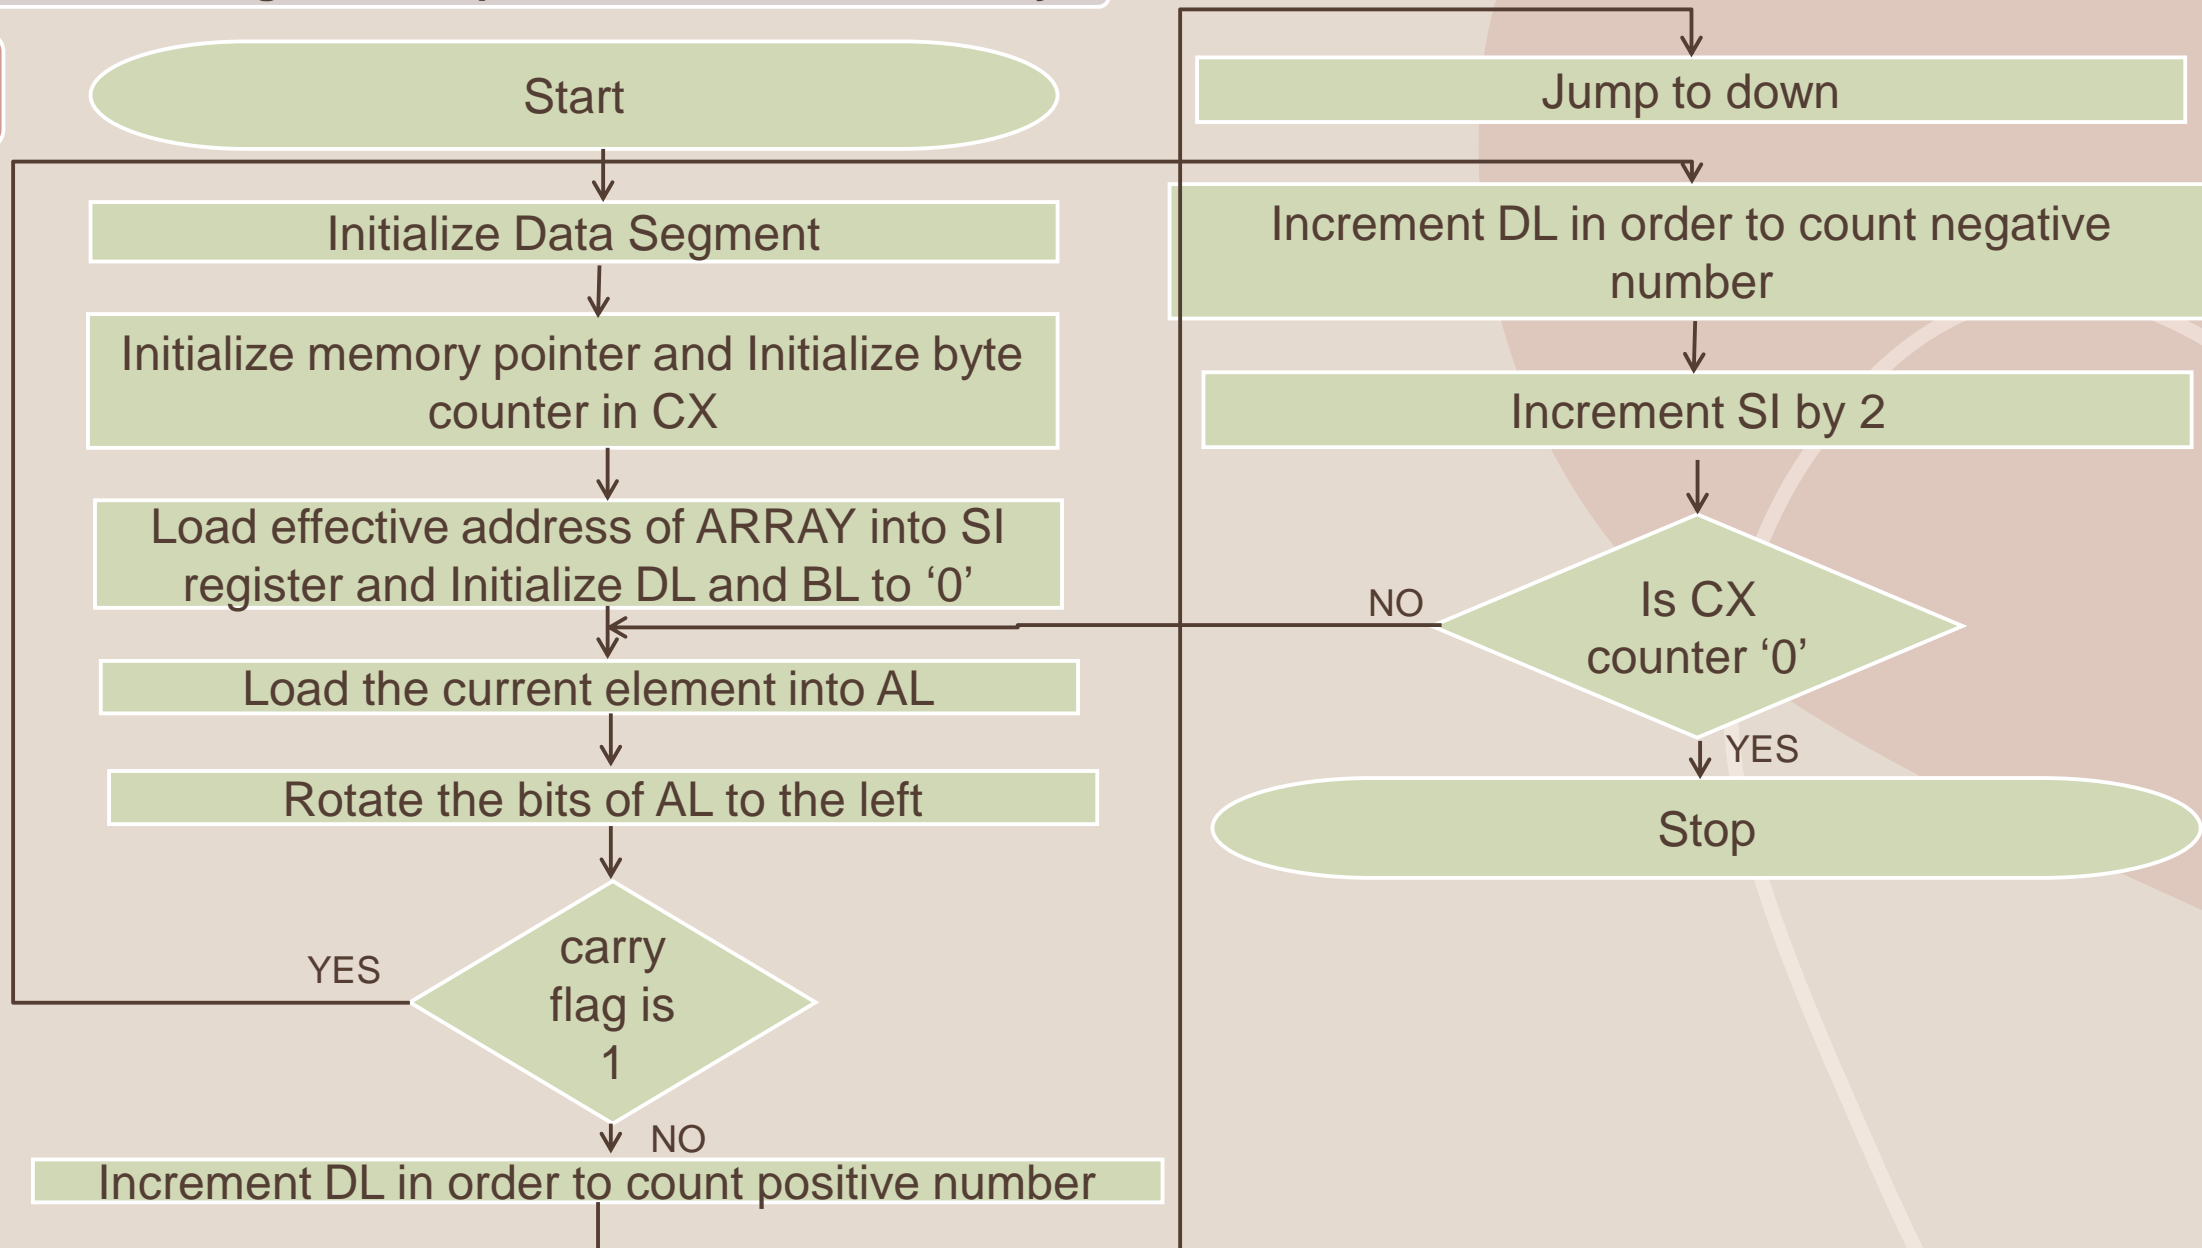 Start
Initialize Data Segment
Initialize memory pointer and Initialize byte
counter in CX
Load effective address of ARRAY into SI
register and Initialize DL and BL to ‘0’
Load the current element into AL
Rotate the bits of AL to the left
carry
flag is
1
YES
NO
Increment DL in order to count positive number
Jump to down
Increment DL in order to count negative
number
Increment SI by 2
Is CX
counter ‘0’
NO
YES
Stop